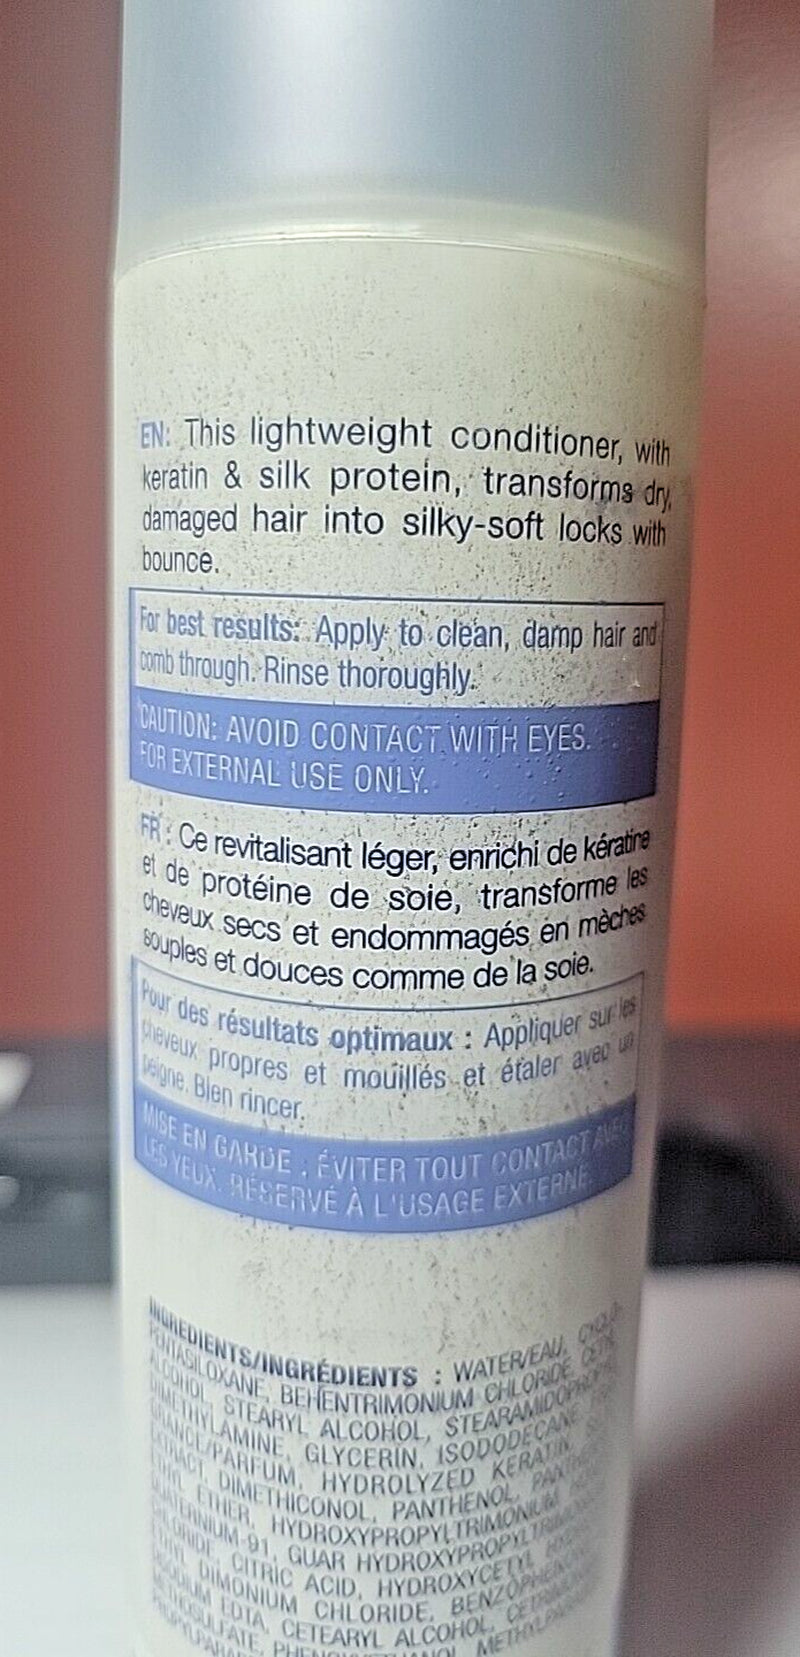 EN: This lightweight conditioner, with
keratin & silk protein, transforms dry,
damaged hair into silky-soft locks with
bounce.
For best results: Apply to clean, damp hair and
comb through. Rinse thoroughly.
CAUTION: AVOID CONTACT WITH EYES.
FOR EXTERNAL USE ONLY.
FR : Ce revitalisant léger, enrichi de kératine
et de protéine de soie, transforme les
cheveux secs et endommagés en mèches
souples et douces comme de la soie.
Pour des résultats optimaux : Appliquer sur les
cheveux propres et mouillés et étaler avec un
peigne. Bien rincer.
MISE EN GARDE : ÉVITER TOUT CONTACT AVEC
LES YEUX. RÉSERVÉ À L'USAGE EXTERNE.
INGREDIENTS/INGRÉDIENTS : WATER/EAU, CYCLO-
PENTASILOXANE, BEHENTRIMONIUM CHLORIDE, CETYL
ALCOHOL, STEARYL ALCOHOL, STEARAMIDOPROPYL
DIMETHYLAMINE, GLYCERIN, ISODODECANE,
GRANCE/PARFUM, HYDROLYZED KERATIN,
EXTRACT, DIMETHICONOL, PANTHENOL,
ETHYL ETHER, HYDROXYPROPYLTRIMONIUM
QUATERNIUM-91, GUAR HYDROXYPROPYLTRIMONIUM
CHLORIDE, CITRIC ACID, HYDROXYCETYL
DIMONIUM CHLORIDE,
DISODIUM EDTA, CETEARYL ALCOHOL,
METHOSULFATE,